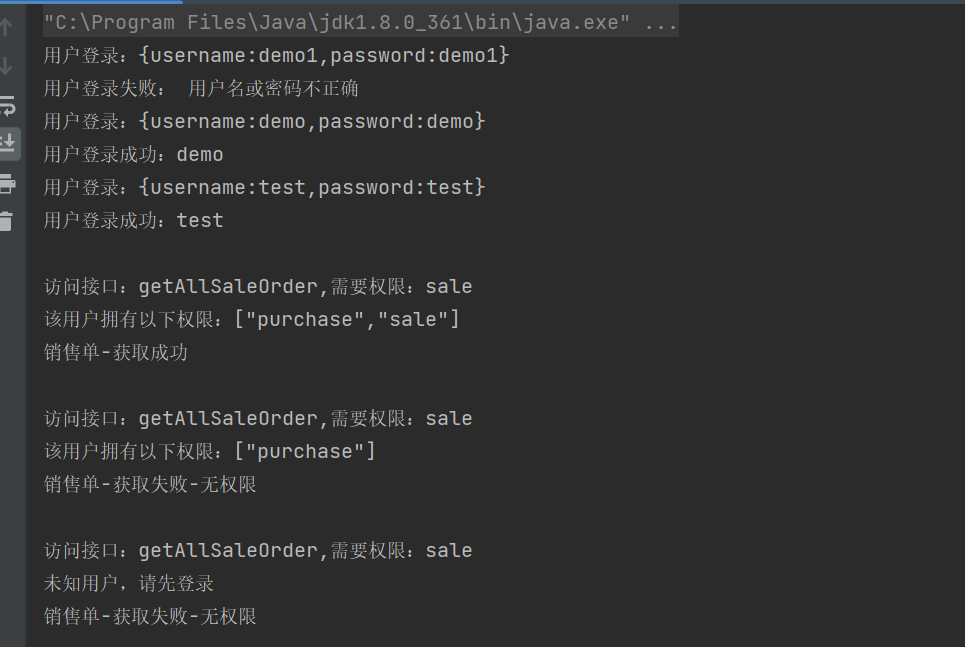 "C:\Program Files\Java\jdk1.8.0_361\bin\java.exe" ...
用户登录：{username:demo1,password:demo1}
用户登录失败： 用户名或密码不正确
用户登录：{username:demo,password:demo}
用户登录成功：demo
用户登录：{username:test,password:test}
用户登录成功：test
访问接口：getAllSaleOrder,需要权限：sale
该用户拥有以下权限：["purchase","sale"]
销售单-获取成功
访问接口：getAllSaleOrder,需要权限：sale
该用户拥有以下权限：["purchase"]
销售单-获取失败-无权限
访问接口：getAllSaleOrder,需要权限：sale
未知用户，请先登录
销售单-获取失败-无权限